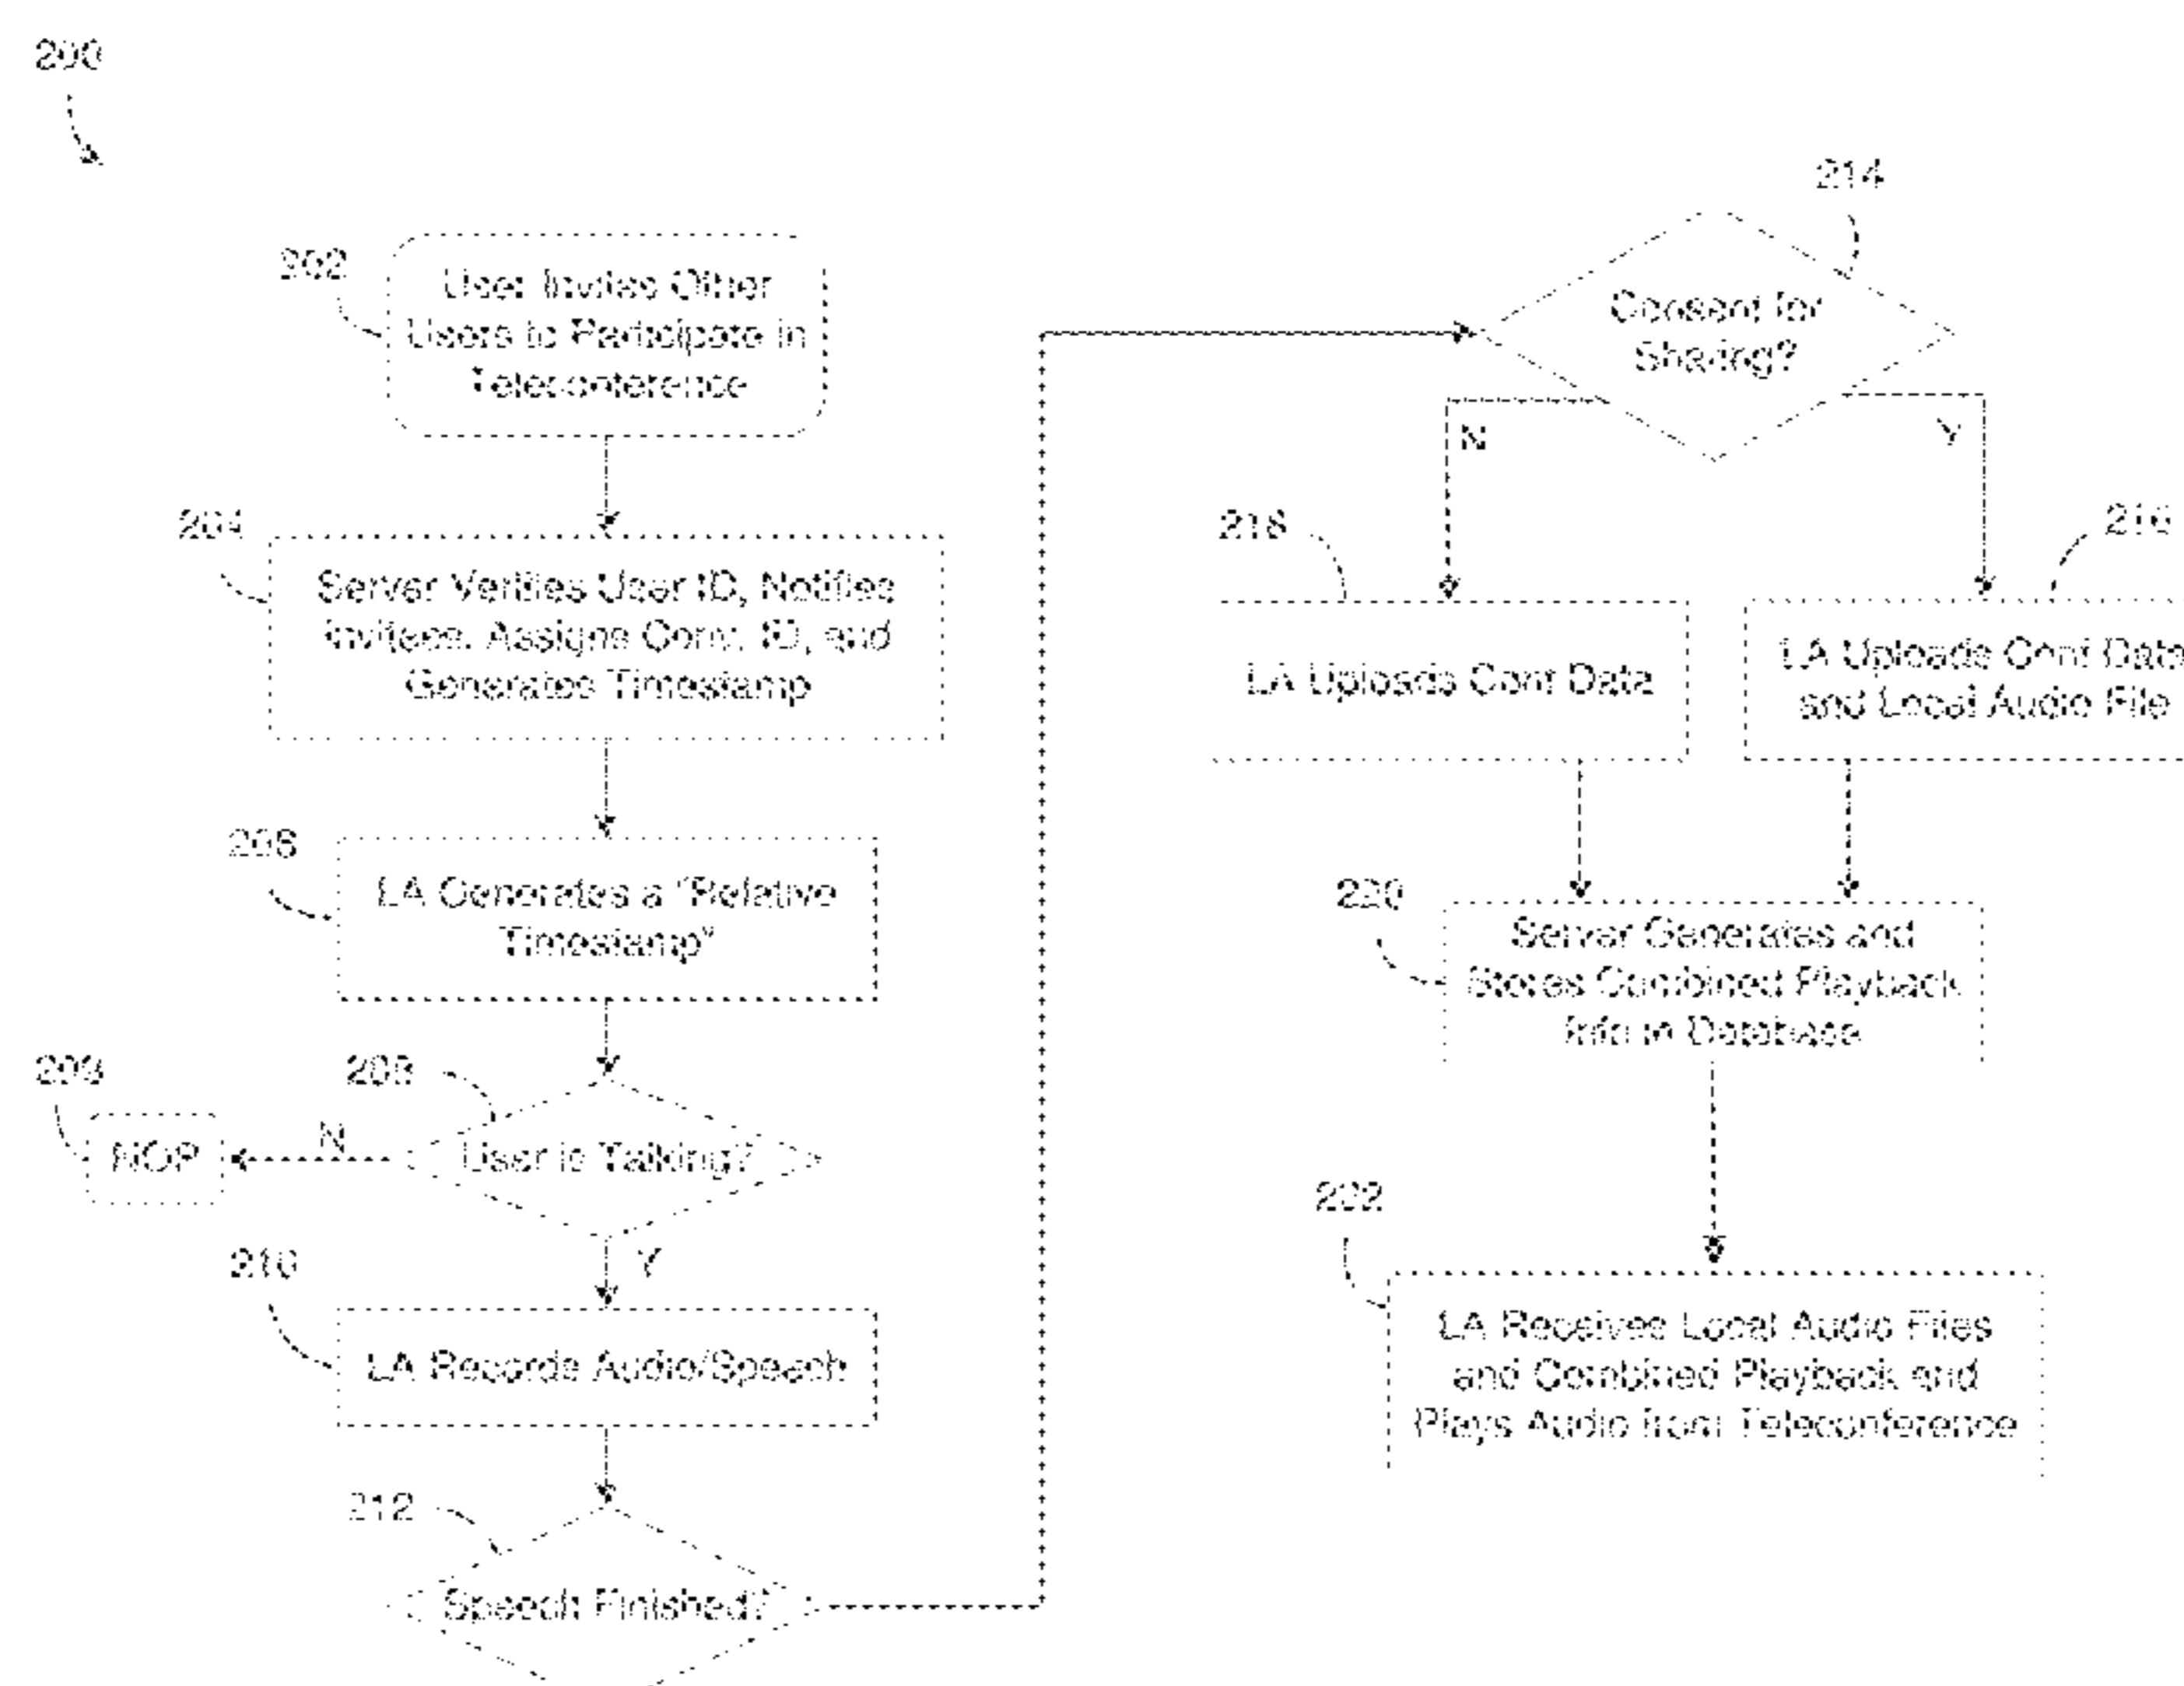 200
202
User Invites Other
Users to Participate in
Teleconference
204
Server Verifies User ID, Notifies
Invitees, Assigns Conv. ID, and
Generates Timestamp
206
LA Generates a "Relative
Timestamp"
208
User is Talking?
N
209
NOP
Y
210
LA Records Audio/Speech
212
Speech Finished?
214
Consent for
Sharing?
N
Y
218
LA Uploads Conf Data
216
LA Uploads Conf Data
and Local Audio File
220
Server Generates and
Stores Combined Playback
Info in Database
202
LA Receives Local Audio Files
and Combined Playback and
Plays Audio from Teleconference